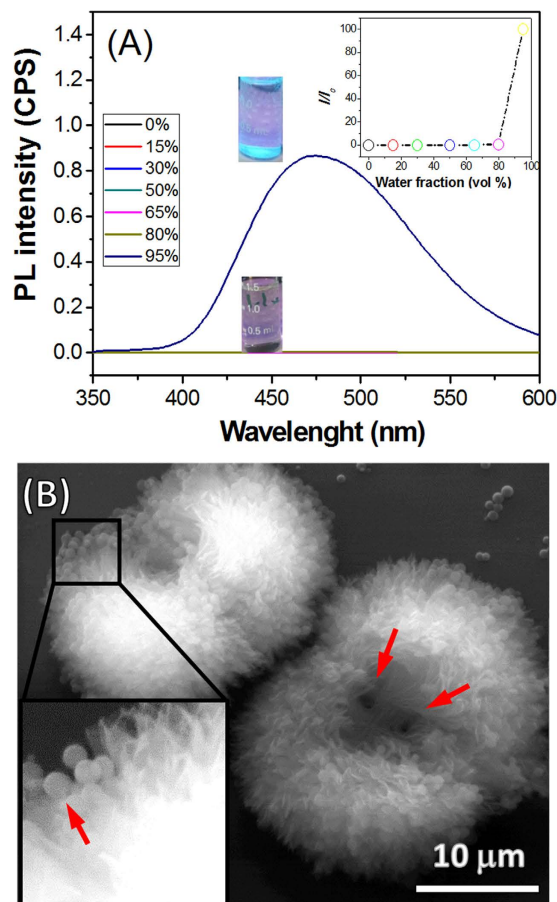 (A)
PL intensity (CPS)
1.4
1.2
1.0
0.8
0.6
0.4
0.2
0.0
350 400 450 500 550 600
Wavelenght (nm)
0%
15%
30%
50%
65%
80%
95%
I/I₀
100
80
60
40
20
0
0 20 40 60 80 100
Water fraction (vol %)
1.5
1.0
0.5 ml
(B)
10 µm